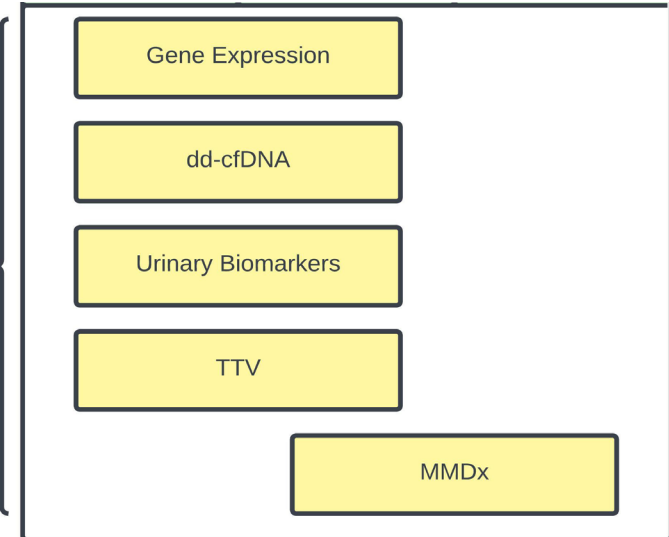 Gene Expression
dd-cfDNA
Urinary Biomarkers
TTV
MMDx